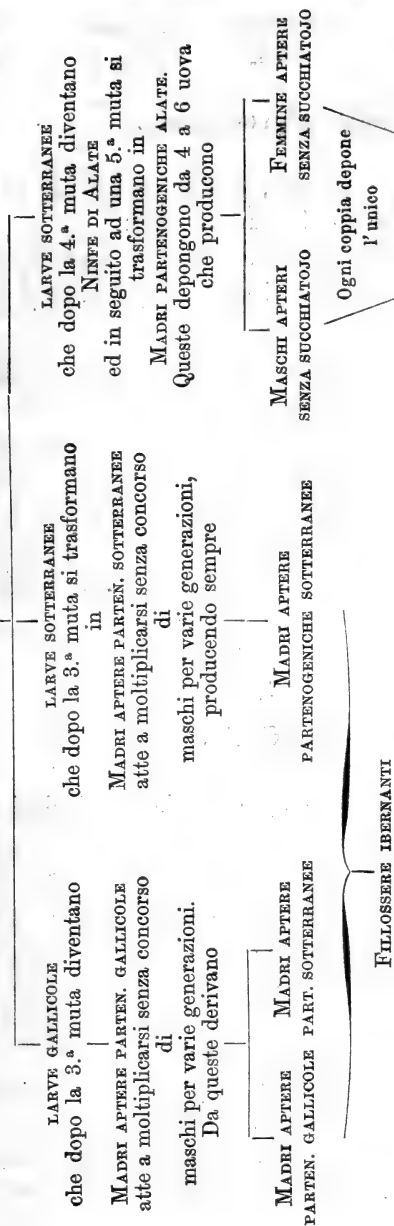 LARVE GALLICOLE
che dopo la 3.ª muta diventano
MADRI APTERE PARTEN. GALLICOLE
atte a moltiplicarsi senza concorso
di
maschi per varie generazioni.
Da queste derivano
MADRI APTERE
PARTEN. GALLICOLE
MADRI APTERE
PART. SOTTERRANEE
LARVE SOTTERRANEE
che dopo la 3.ª muta si trasformano
in
MADRI APTERE PARTEN. SOTTERRANEE
atte a moltiplicarsi senza concorso
di
maschi per varie generazioni,
producendo sempre
MADRI APTERE
PARTENOGENICHE SOTTERRANEE
FILLOSSERE IBERNANTI
LARVE SOTTERRANEE
che dopo la 4.ª muta diventano
NINFE DI ALATE
ed in seguito ad una 5.ª muta si
trasformano in
MADRI PARTENOGENICHE ALATE.
Queste depongono da 4 a 6 uova
che producono
MASCHI APTERI
SENZA SUCCHIATOJO
FEMMINE APTERE
SENZA SUCCHIATOJO
Ogni coppia depone
l'unico